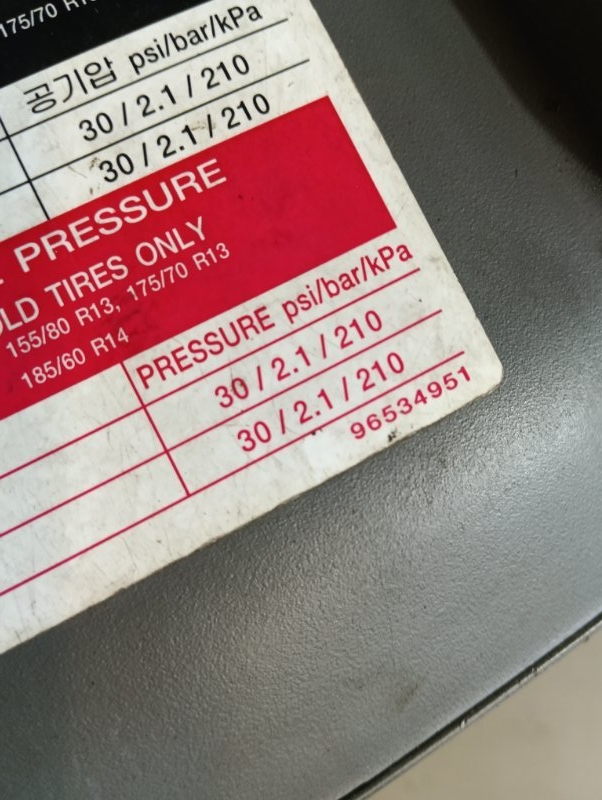 175/70 R13
공기압 psi/bar/kPa
30 / 2.1 / 210
30 / 2.1 / 210
PRESSURE
TIRES ONLY
155/80 R13, 175/70 R13
185/60 R14
PRESSURE psi/bar/kPa
30 / 2.1 / 210
30 / 2.1 / 210
96534951